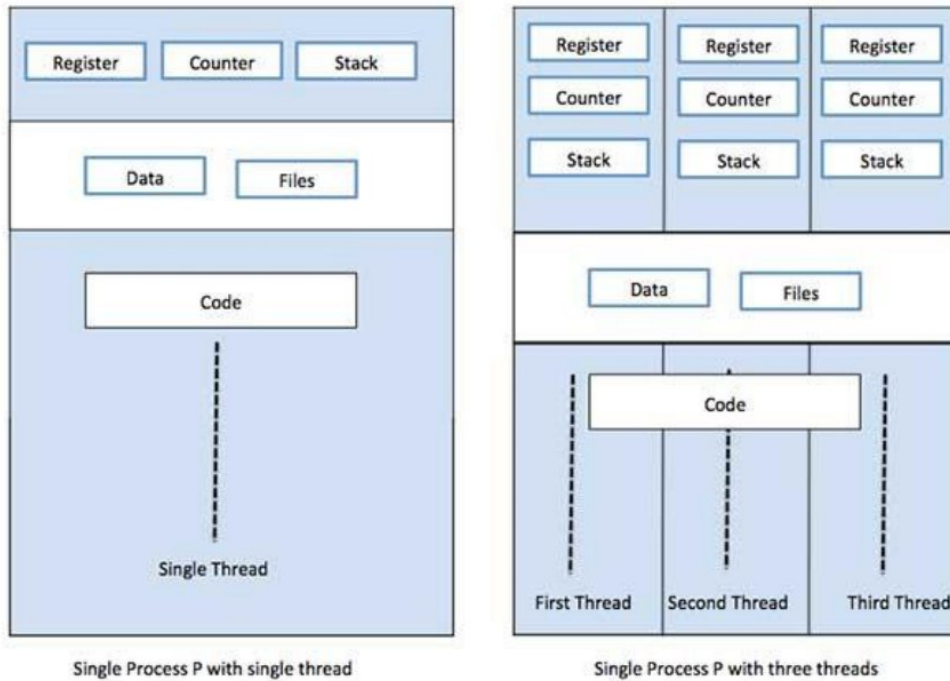 Register Counter Stack
Data Files
Code
Single Thread
Single Process P with single thread
Register Register Register
Counter Counter Counter
Stack Stack Stack
Data Files
Code
First Thread Second Thread Third Thread
Single Process P with three threads